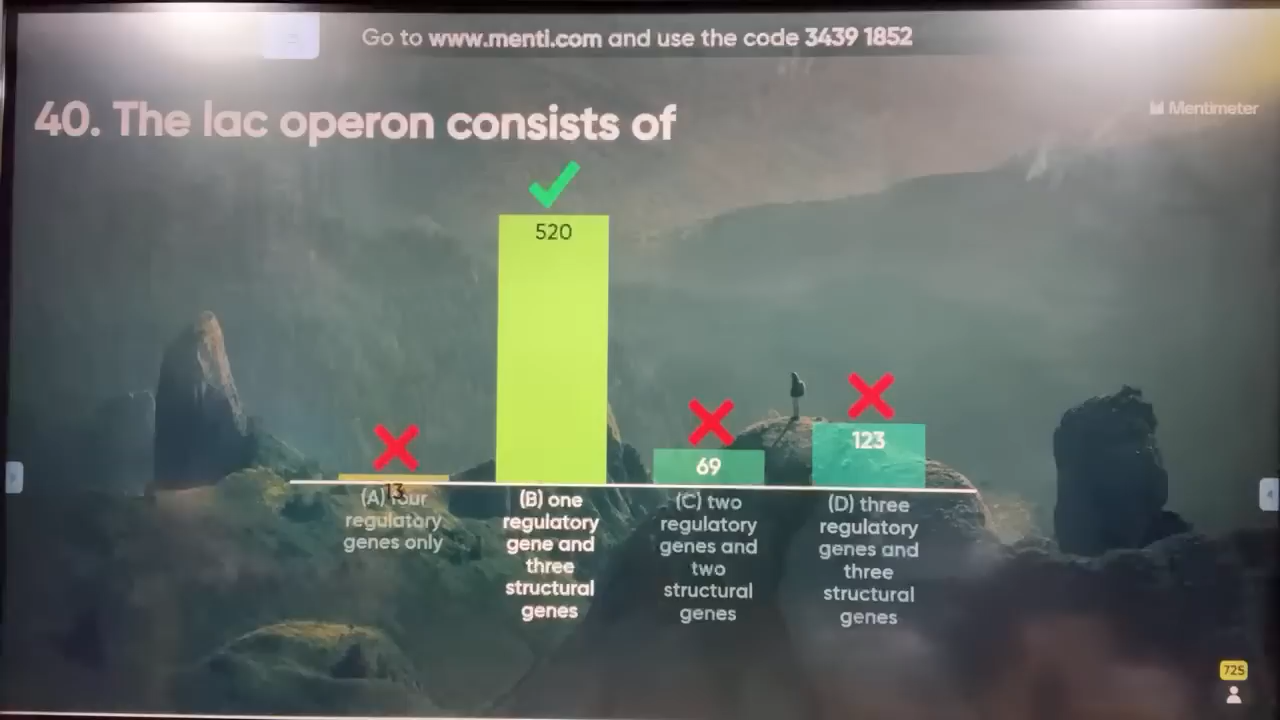 Go to www.menti.com and use the code 3439 1852
40. The lac operon consists of
Mentimeter
520
69
123
13
(A) four
regulatory
genes only
(B) one
regulatory
gene and
three
structural
genes
(C) two
regulatory
genes and
two
structural
genes
(D) three
regulatory
genes and
three
structural
genes
725